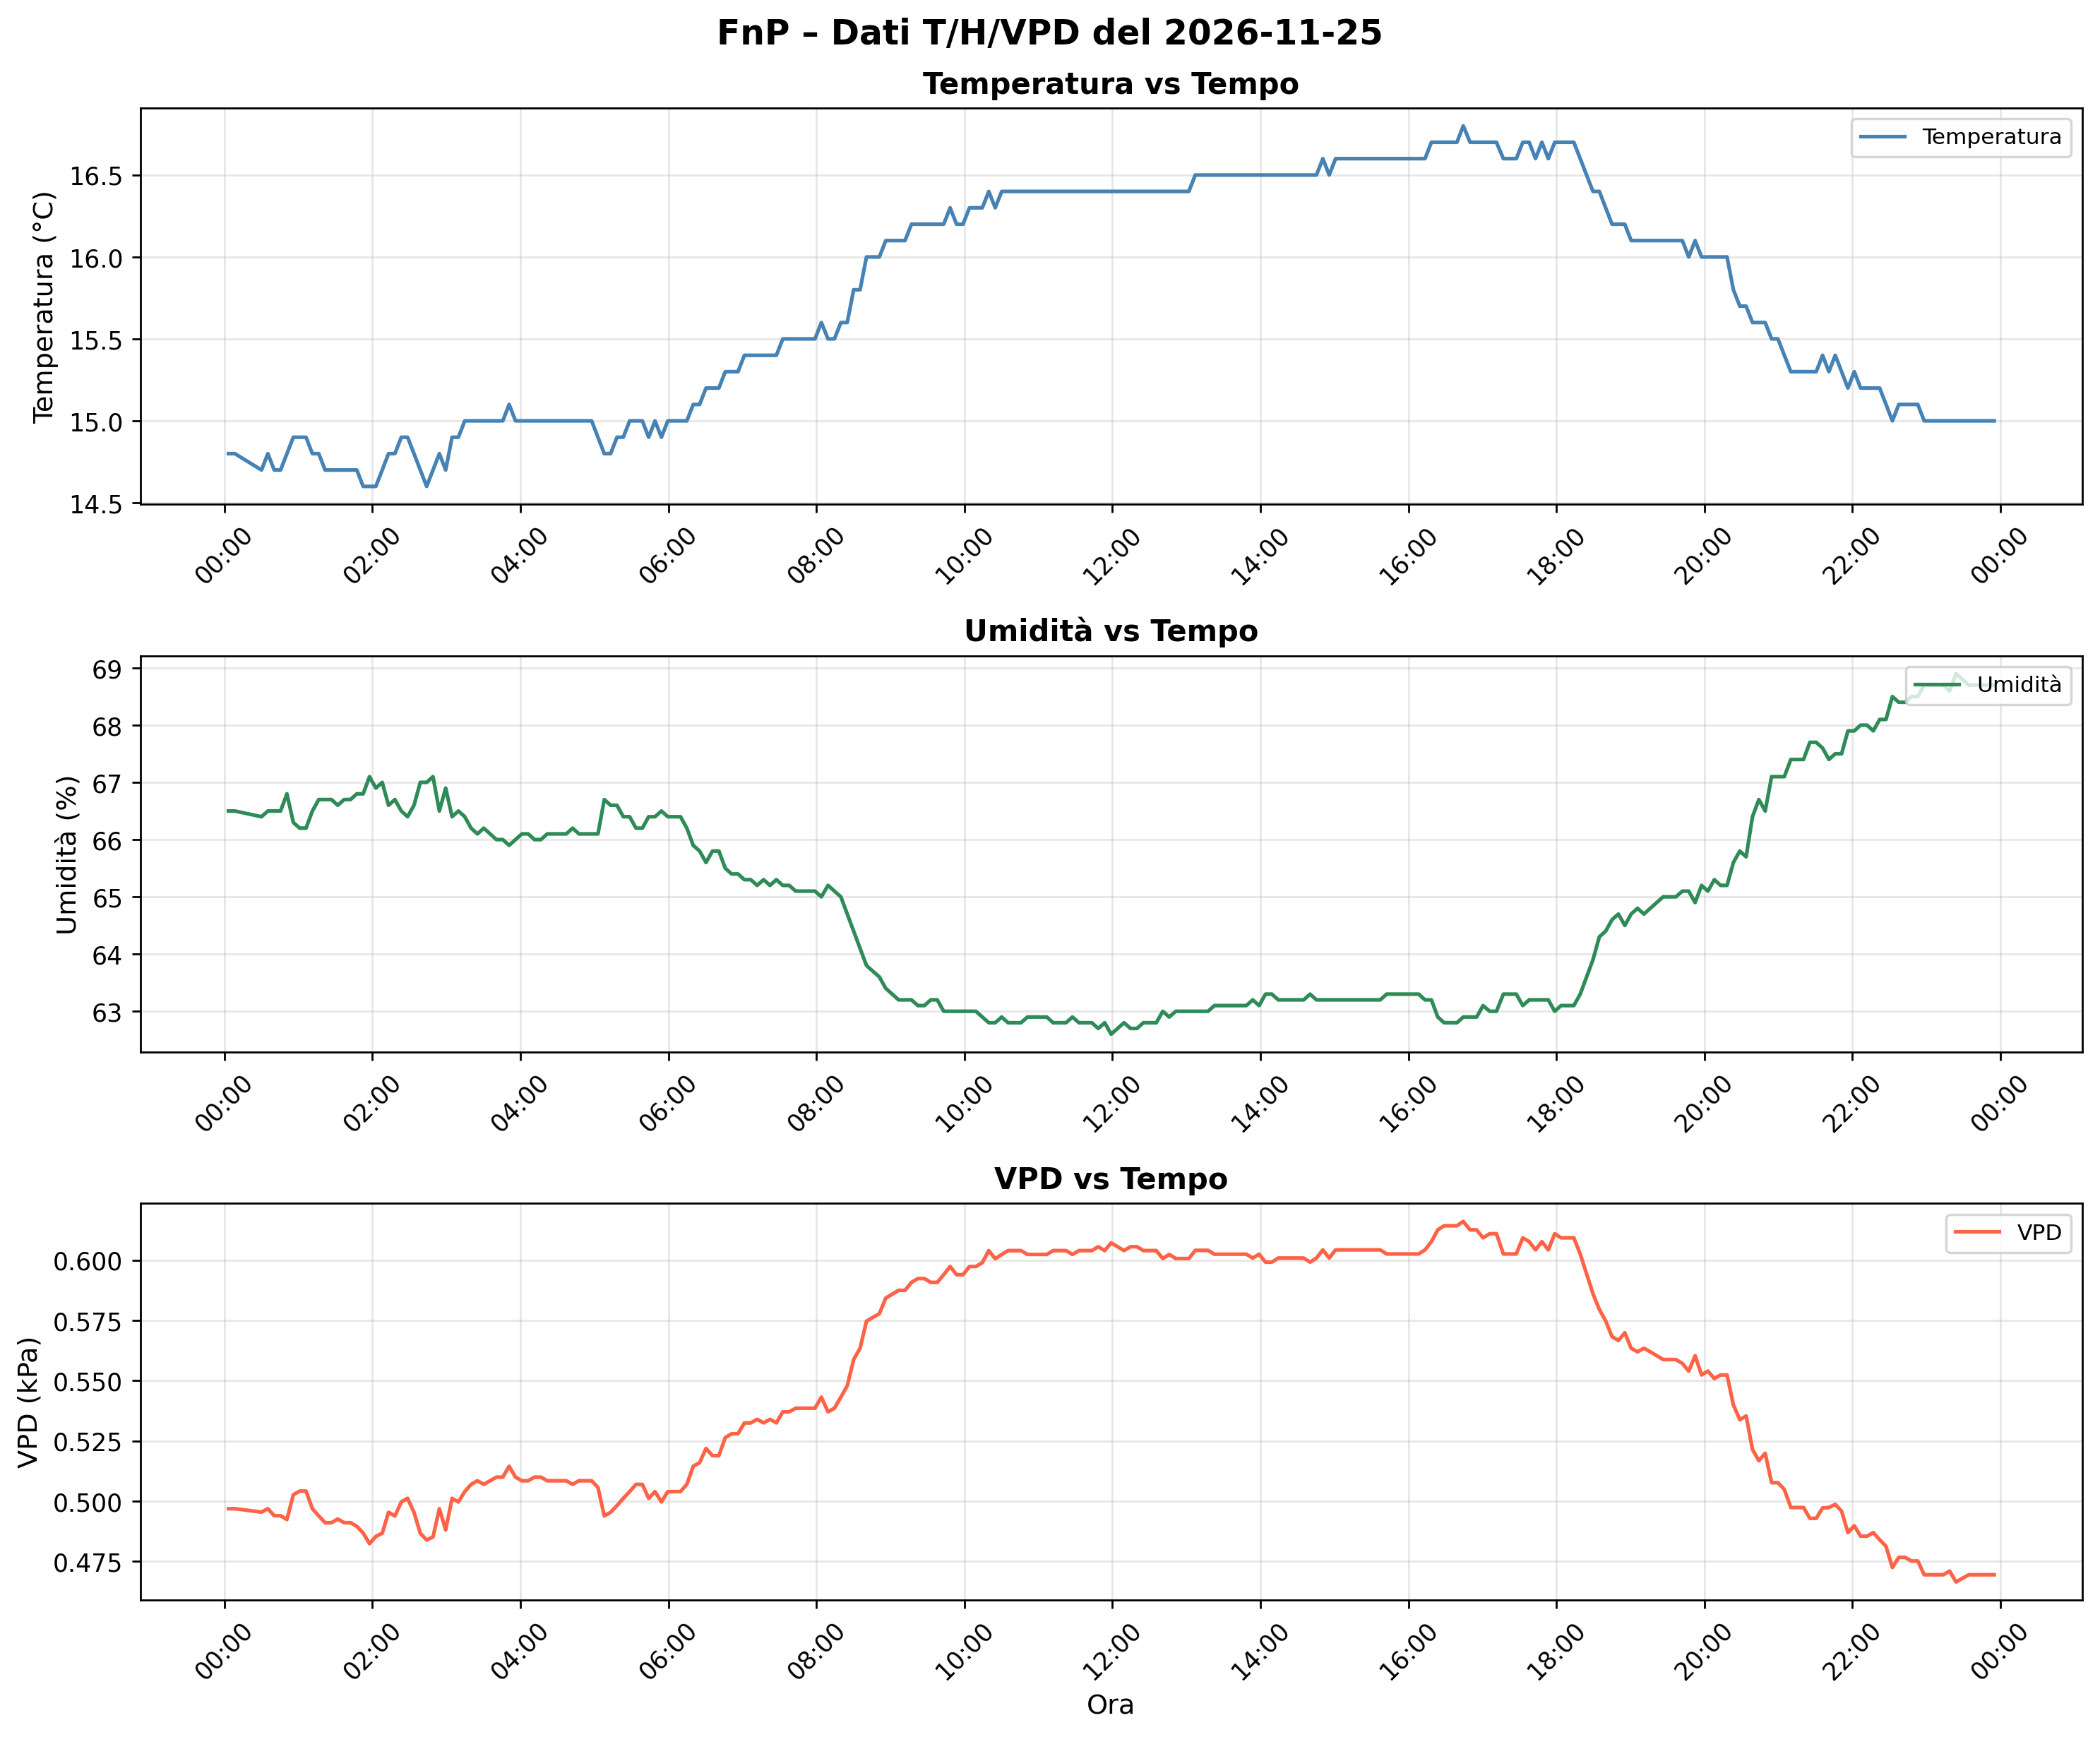 FnP – Dati T/H/VPD del 2026-11-25
Temperatura vs Tempo
Temperatura (°C)
16.5
16.0
15.5
15.0
14.5
Temperatura
00:00 02:00 04:00 06:00 08:00 10:00 12:00 14:00 16:00 18:00 20:00 22:00 00:00
Umidità vs Tempo
Umidità (%)
69
68
67
66
65
64
63
Umidità
00:00 02:00 04:00 06:00 08:00 10:00 12:00 14:00 16:00 18:00 20:00 22:00 00:00
VPD vs Tempo
VPD (kPa)
0.600
0.575
0.550
0.525
0.500
0.475
VPD
00:00 02:00 04:00 06:00 08:00 10:00 12:00 14:00 16:00 18:00 20:00 22:00 00:00
Ora